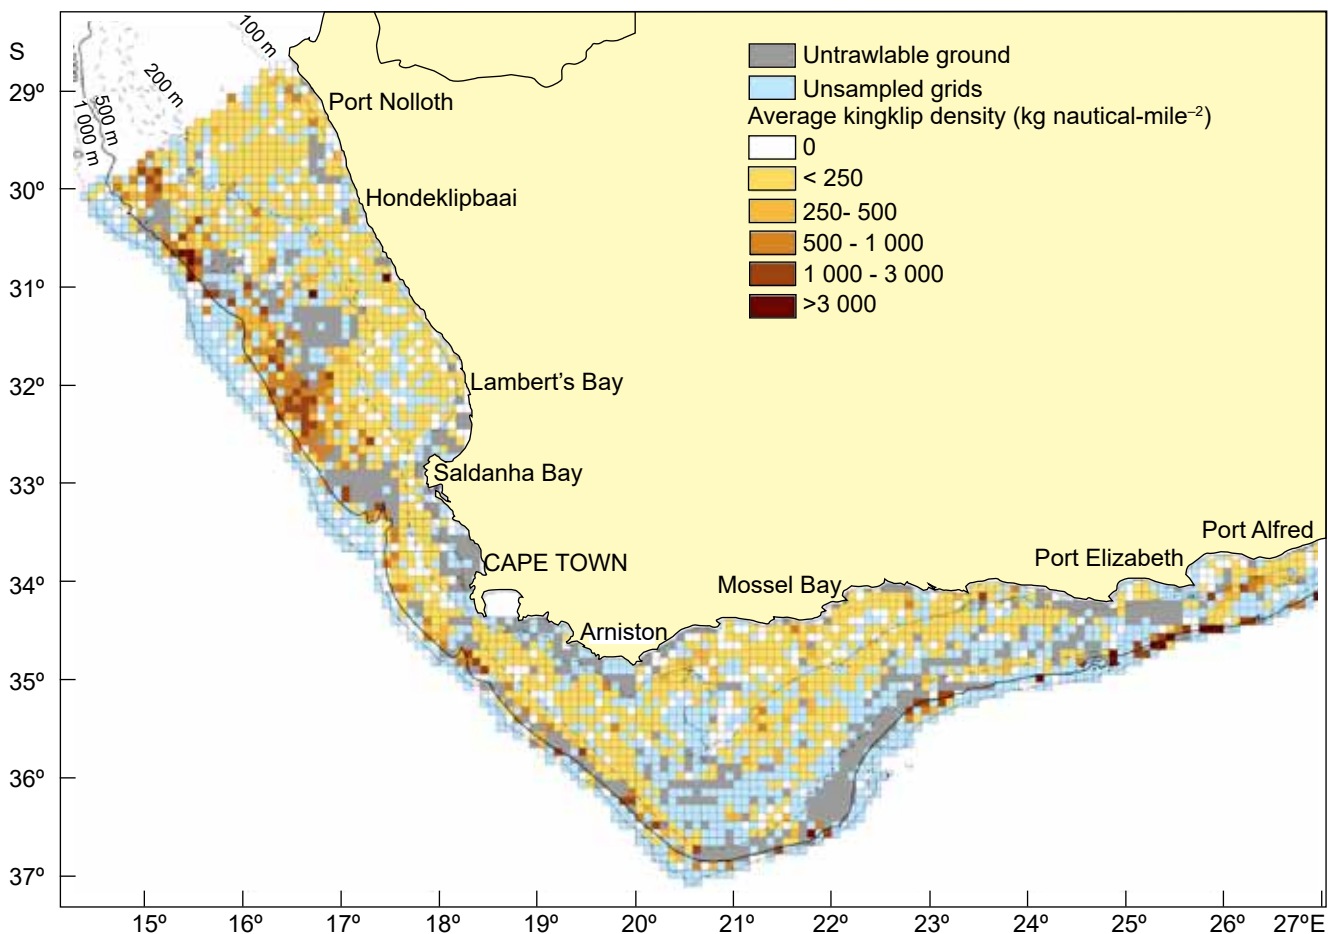 S
100 m
200 m
500 m
1 000 m
29º
30º
31º
32º
33º
34º
35º
36º
37º
Port Nolloth
Hondeklipbaai
Lambert’s Bay
Saldanha Bay
CAPE TOWN
Arniston
Mossel Bay
Port Elizabeth
Port Alfred
Untrawlable ground
Unsampled grids
Average kingklip density (kg nautical-mile⁻²)
0
< 250
250- 500
500 - 1 000
1 000 - 3 000
>3 000
15º 16º 17º 18º 19º 20º 21º 22º 23º 24º 25º 26º 27ºE